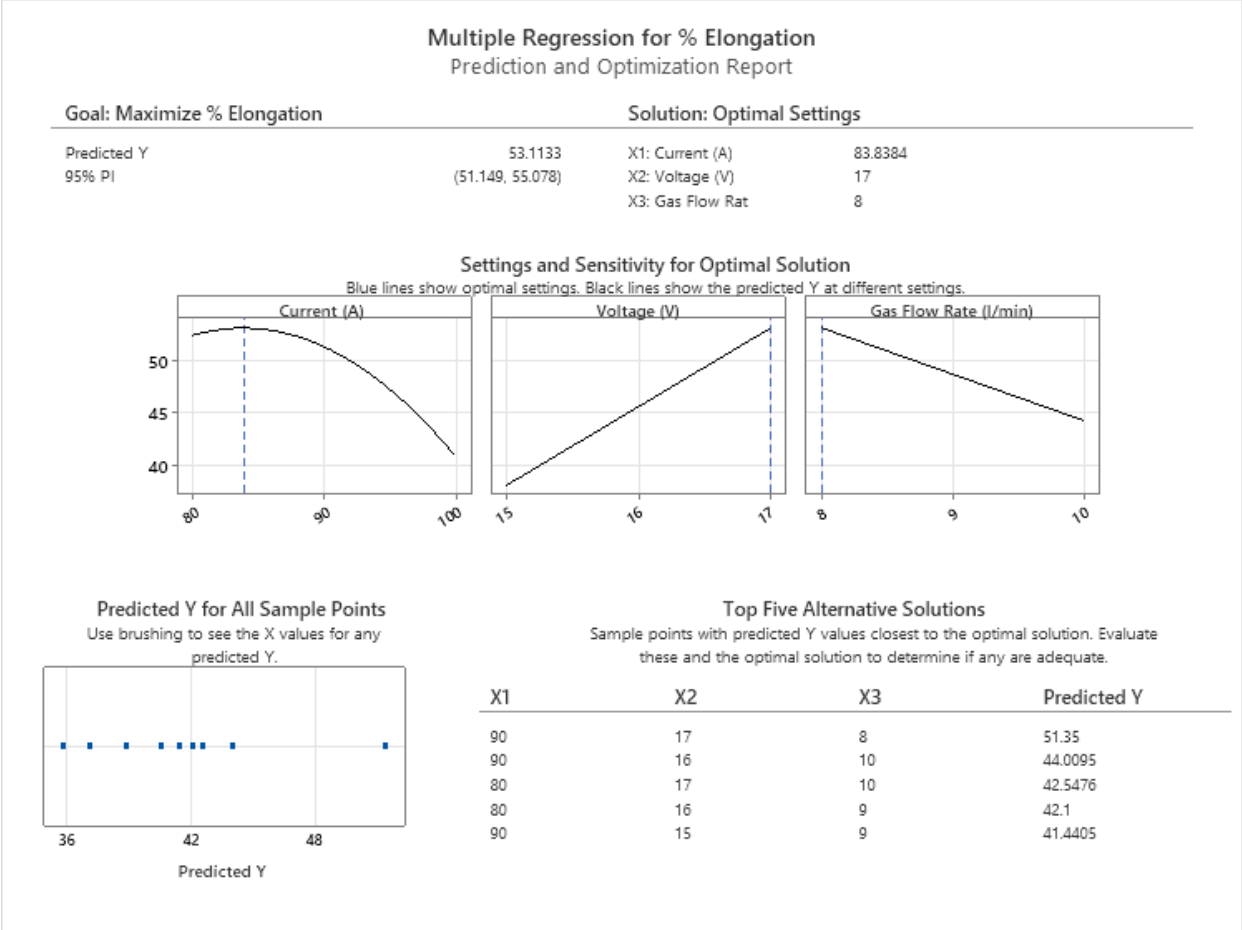 Multiple Regression for % Elongation
Prediction and Optimization Report
Goal: Maximize % Elongation
Solution: Optimal Settings
Predicted Y 53.1133 X1: Current (A) 83.8384
95% PI (51.149, 55.078) X2: Voltage (V) 17
X3: Gas Flow Rat 8
Settings and Sensitivity for Optimal Solution
Blue lines show optimal settings. Black lines show the predicted Y at different settings.
Current (A) Voltage (V) Gas Flow Rate (l/min)
50
45
40
80 90 100 15 16 17 8 9 10
Predicted Y for All Sample Points
Use brushing to see the X values for any
predicted Y.
36 42 48
Predicted Y
Top Five Alternative Solutions
Sample points with predicted Y values closest to the optimal solution. Evaluate
these and the optimal solution to determine if any are adequate.
X1 X2 X3 Predicted Y
90 17 8 51.35
90 16 10 44.0095
80 17 10 42.5476
80 16 9 42.1
90 15 9 41.4405